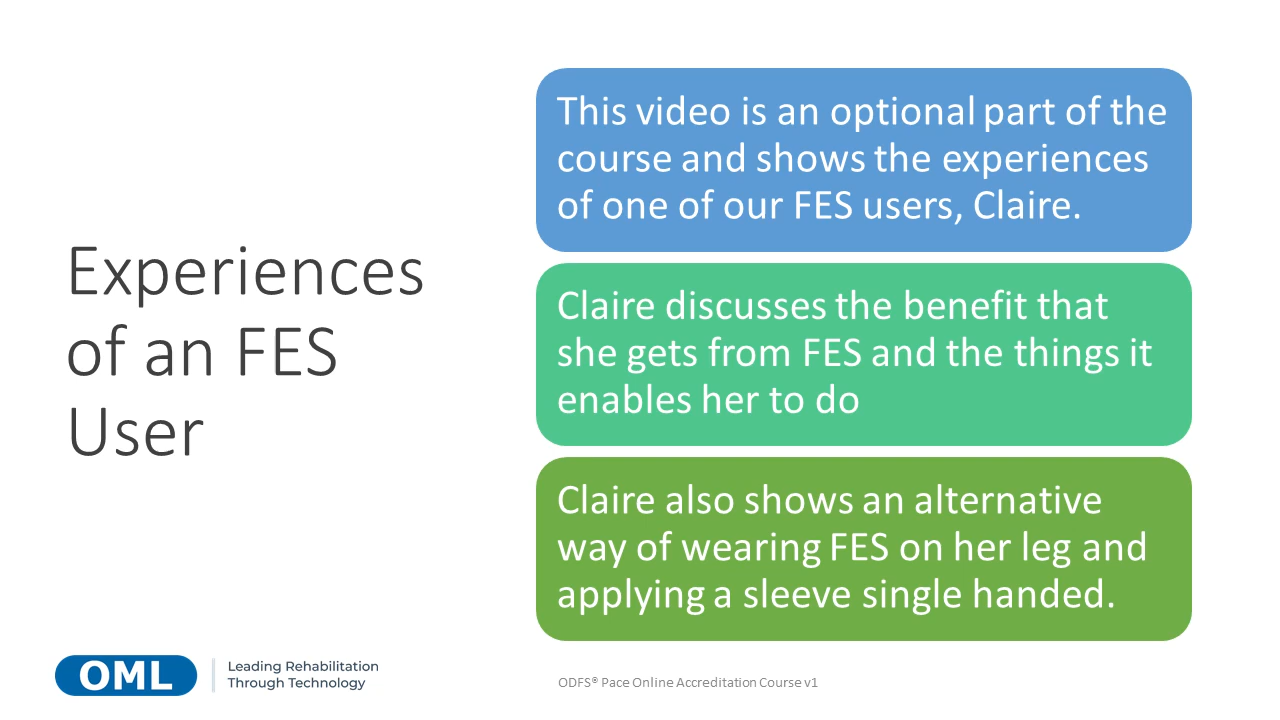 Experiences
of an FES
User
This video is an optional part of the
course and shows the experiences
of one of our FES users, Claire.
Claire discusses the benefit that
she gets from FES and the things it
enables her to do
Claire also shows an alternative
way of wearing FES on her leg and
applying a sleeve single handed.
OML
Leading Rehabilitation
Through Technology
ODFS® Pace Online Accreditation Course v1